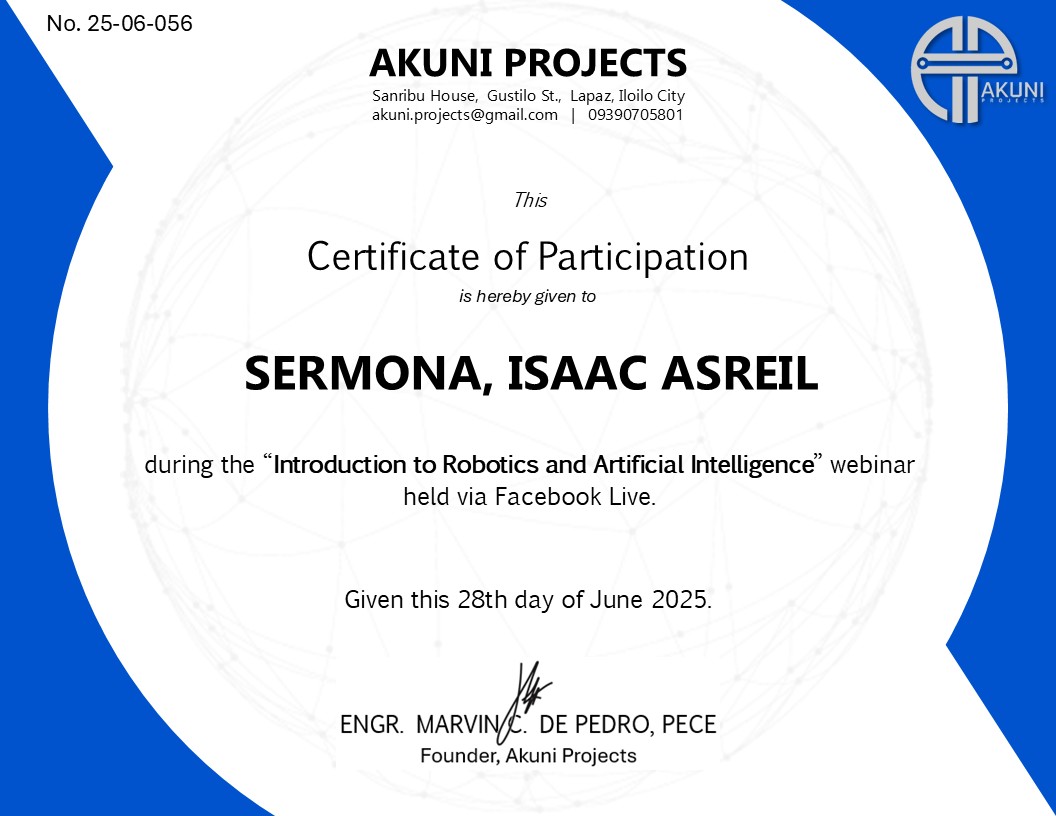 No. 25-06-056
AKUNI PROJECTS
Sanribu House, Gustilo St., Lapaz, Iloilo City
akuni.projects@gmail.com | 09390705801
AKUNI
PROJECTS
This
Certificate of Participation
is hereby given to
SERMONA, ISAAC ASREIL
during the “Introduction to Robotics and Artificial Intelligence” webinar
held via Facebook Live.
Given this 28th day of June 2025.
ENGR. MARVIN C. DE PEDRO, PECE
Founder, Akuni Projects